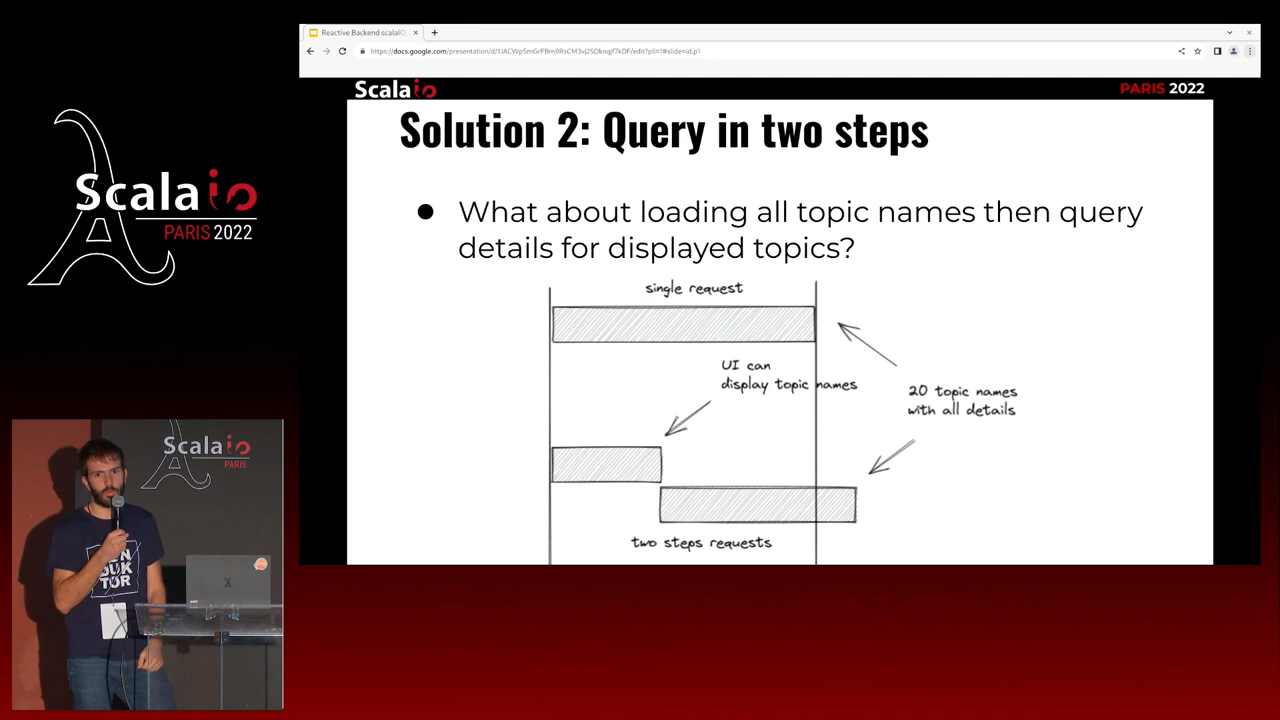 Reactive Backend scalaIO
https://docs.google.com/presentation/d/1JACWp5mGrFBm9RsCM3vj2SDknqjf7kDF/edit?pli=1#slide=id.p1
Scala io
PARIS 2022
Solution 2: Query in two steps
● What about loading all topic names then query
details for displayed topics?
single request
UI can
display topic names
20 topic names
with all details
two steps requests
Scala io
PARIS 2022
Scala io
PARIS
DUK
TOR